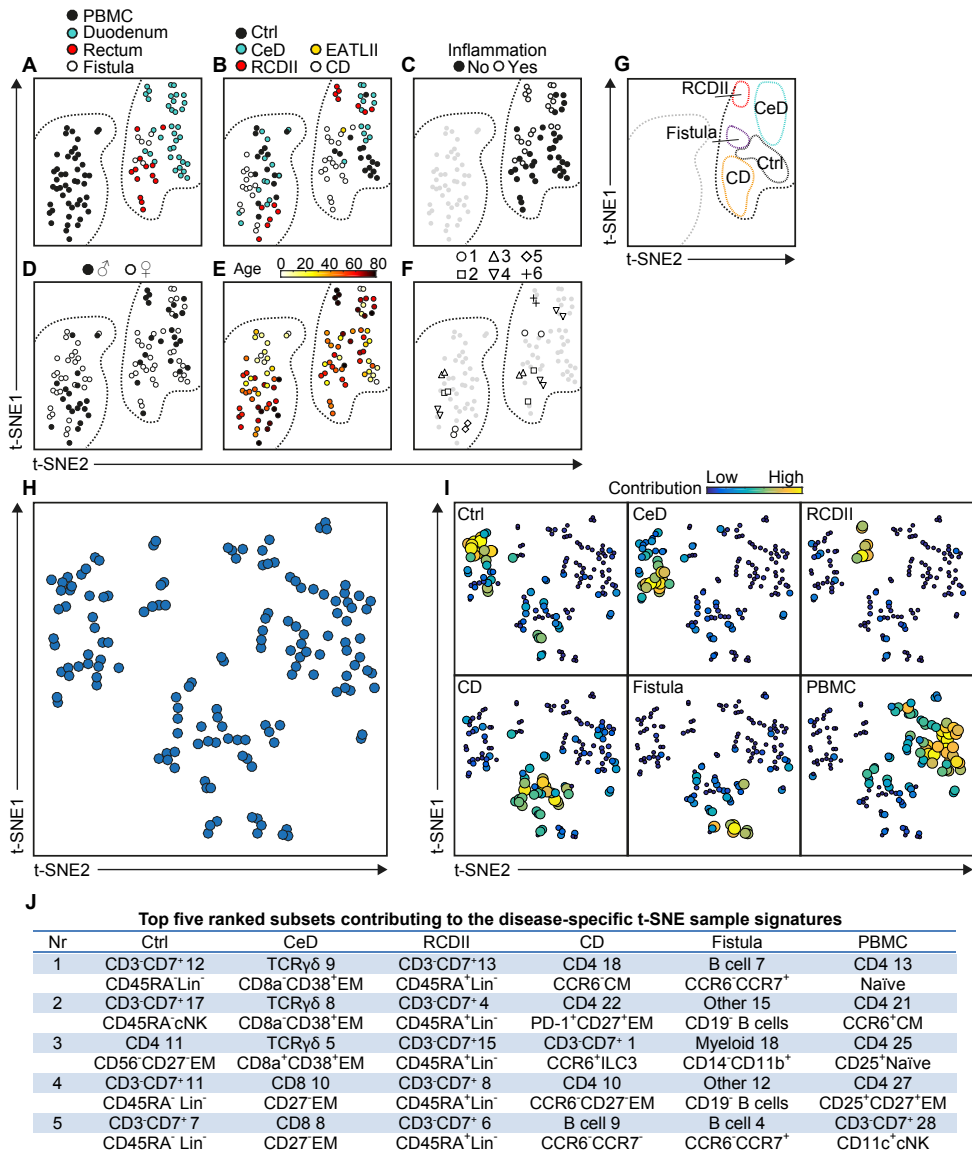 PBMC
Duodenum
Rectum
Fistula
Ctrl
CeD
RCDII
EATLII
CD
Inflammation
No Yes
A
B
C
G
RCDII
CeD
Fistula
Ctrl
CD
t-SNE1
t-SNE2
D
♂ ♀
E
Age 0 20 40 60 80
F
1 3 5
2 4 6
t-SNE1
t-SNE2
H
t-SNE1
t-SNE2
I
Contribution Low High
Ctrl
CeD
RCDII
CD
Fistula
PBMC
t-SNE1
t-SNE2
J
Top five ranked subsets contributing to the disease-specific t-SNE sample signatures
Nr Ctrl CeD RCDII CD Fistula PBMC
1 CD3⁻CD7⁺12 TCRγδ 9 CD3⁻CD7⁺13 CD4 18 B cell 7 CD4 13
CD45RA⁻Lin⁻ CD8a⁻CD38⁺EM CD45RA⁺Lin⁻ CCR6⁻CM CCR6⁻CCR7⁺ Naïve
2 CD3⁻CD7⁺17 TCRγδ 8 CD3⁻CD7⁺4 CD4 22 Other 15 CD4 21
CD45RA⁻cNK CD8a⁻CD38⁺EM CD45RA⁺Lin⁻ PD-1⁺CD27⁺EM CD19⁻ B cells CCR6⁺CM
3 CD4 11 TCRγδ 5 CD3⁻CD7⁺15 CD3⁻CD7⁺ 1 Myeloid 18 CD4 25
CD56⁻CD27⁻EM CD8a⁺CD38⁺EM CD45RA⁺Lin⁻ CCR6⁺ILC3 CD14⁻CD11b⁺ CD25⁺Naïve
4 CD3⁻CD7⁺11 CD8 10 CD3⁻CD7⁺ 8 CD4 10 Other 12 CD4 27
CD45RA⁻ Lin⁻ CD27⁻EM CD45RA⁺Lin⁻ CCR6⁻CD27⁻EM CD19⁻ B cells CD25⁺CD27⁺EM
5 CD3⁻CD7⁺ 7 CD8 8 CD3⁻CD7⁺ 6 B cell 9 B cell 4 CD3⁻CD7⁺ 28
CD45RA⁻ Lin⁻ CD27⁻EM CD45RA⁺Lin⁻ CCR6⁻CCR7⁻ CCR6⁻CCR7⁺ CD11c⁺cNK